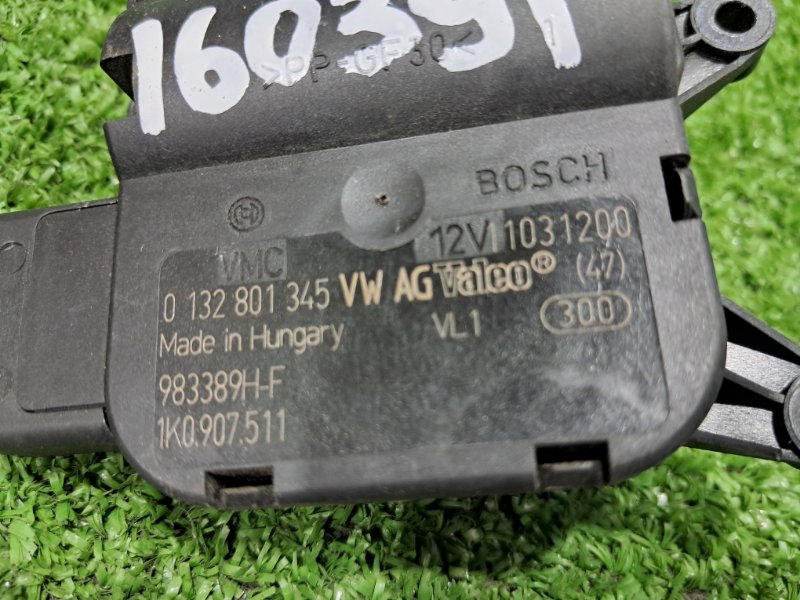 160391
>PP-GF30<
BOSCH
VMC 12V 1031200
0 132 801 345 VW AG Valeo® (47)
Made in Hungary VL1 300
983389H-F
1K0.907.511